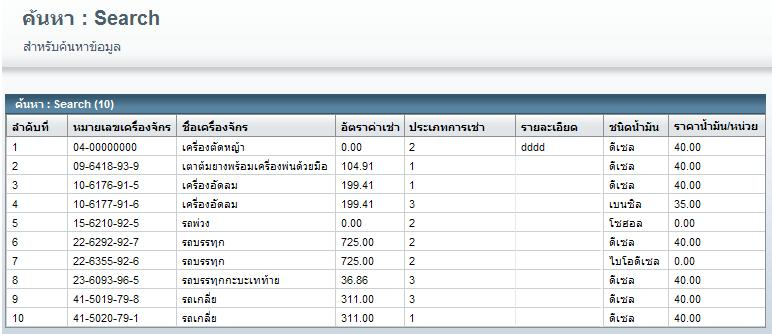 ค้นหา : Search
สำหรับค้นหาข้อมูล
ค้นหา : Search (10)
ลำดับที่ หมายเลขเครื่องจักร ชื่อเครื่องจักร อัตราค่าเช่า ประเภทการเช่า รายละเอียด ชนิดน้ำมัน ราคาน้ำมัน/หน่วย
1 04-00000000 เครื่องตัดหญ้า 0.00 2 dddd ดีเซล 40.00
2 09-6418-93-9 เตาต้มยางพร้อมเครื่องพ่นด้วยมือ 104.91 1 ดีเซล 40.00
3 10-6176-91-5 เครื่องอัดลม 199.41 1 ดีเซล 40.00
4 10-6177-91-6 เครื่องอัดลม 199.41 3 เบนซิล 35.00
5 15-6210-92-5 รถพ่วง 0.00 2 โซฮอล 0.00
6 22-6292-92-7 รถบรรทุก 725.00 2 ดีเซล 40.00
7 22-6355-92-6 รถบรรทุก 725.00 2 ไบโอดีเซล 0.00
8 23-6093-96-5 รถบรรทุกกะบะเทท้าย 36.86 3 ดีเซล 40.00
9 41-5019-79-8 รถเกลี่ย 311.00 3 ดีเซล 40.00
10 41-5020-79-1 รถเกลี่ย 311.00 1 ดีเซล 40.00